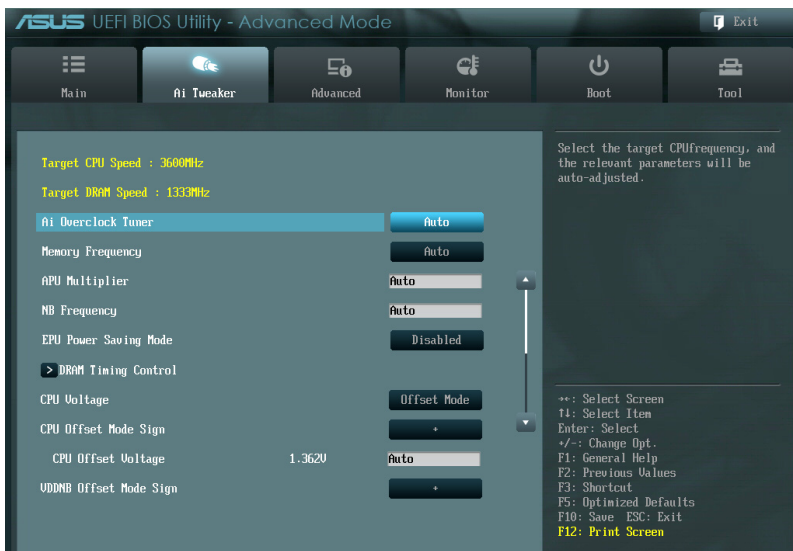 ASUS UEFI BIOS Utility - Advanced Mode
Exit
Main
Ai Tweaker
Advanced
Monitor
Boot
Tool
Target CPU Speed : 3600MHz
Target DRAM Speed : 1333MHz
Ai Overclock Tuner Auto
Memory Frequency Auto
APU Multiplier Auto
NB Frequency Auto
EPU Power Saving Mode Disabled
> DRAM Timing Control
CPU Voltage Offset Mode
CPU Offset Mode Sign +
CPU Offset Voltage 1.362V Auto
VDDNB Offset Mode Sign +
Select the target CPUfrequency, and
the relevant parameters will be
auto-adjusted.
→←: Select Screen
↑↓: Select Item
Enter: Select
+/-: Change Opt.
F1: General Help
F2: Previous Values
F3: Shortcut
F5: Optimized Defaults
F10: Save ESC: Exit
F12: Print Screen